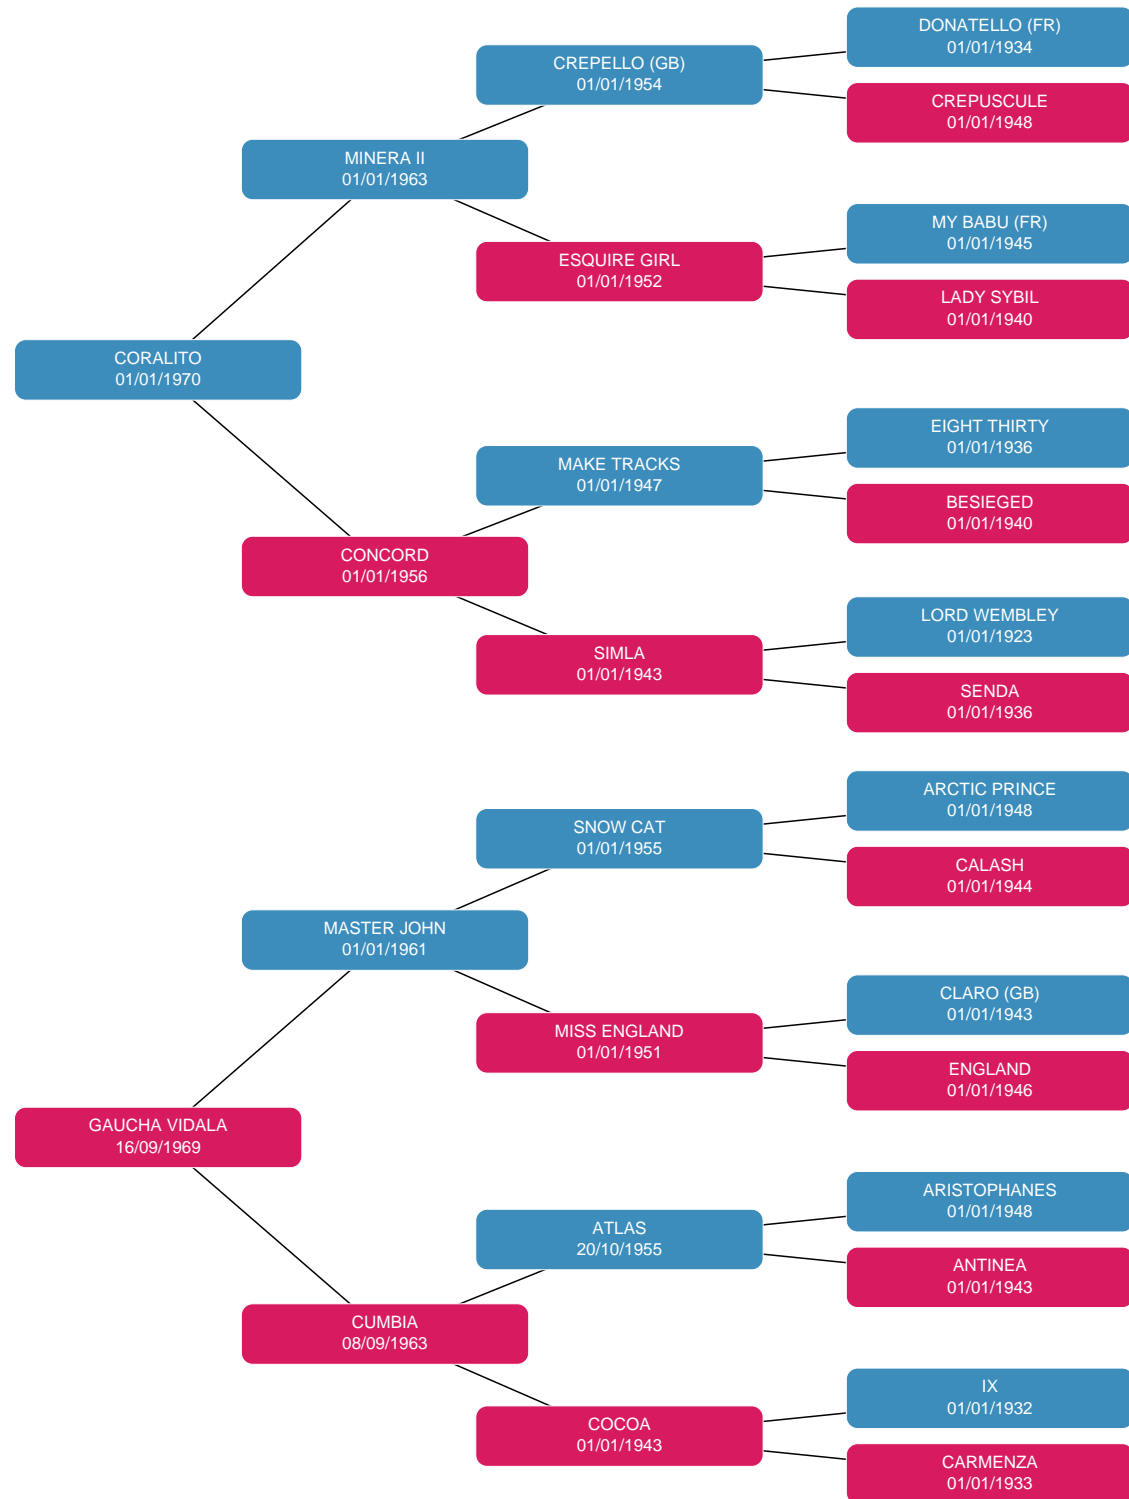 DONATELLO (FR)
01/01/1934
CREPELLO (GB)
01/01/1954
CREPUSCULE
01/01/1948
MINERA II
01/01/1963
MY BABU (FR)
01/01/1945
ESQUIRE GIRL
01/01/1952
LADY SYBIL
01/01/1940
CORALITO
01/01/1970
EIGHT THIRTY
01/01/1936
MAKE TRACKS
01/01/1947
BESIEGED
01/01/1940
CONCORD
01/01/1956
LORD WEMBLEY
01/01/1923
SIMLA
01/01/1943
SENDA
01/01/1936
ARCTIC PRINCE
01/01/1948
SNOW CAT
01/01/1955
CALASH
01/01/1944
MASTER JOHN
01/01/1961
CLARO (GB)
01/01/1943
MISS ENGLAND
01/01/1951
ENGLAND
01/01/1946
GAUCHA VIDALA
16/09/1969
ARISTOPHANES
01/01/1948
ATLAS
20/10/1955
ANTINEA
01/01/1943
CUMBIA
08/09/1963
IX
01/01/1932
COCOA
01/01/1943
CARMENZA
01/01/1933